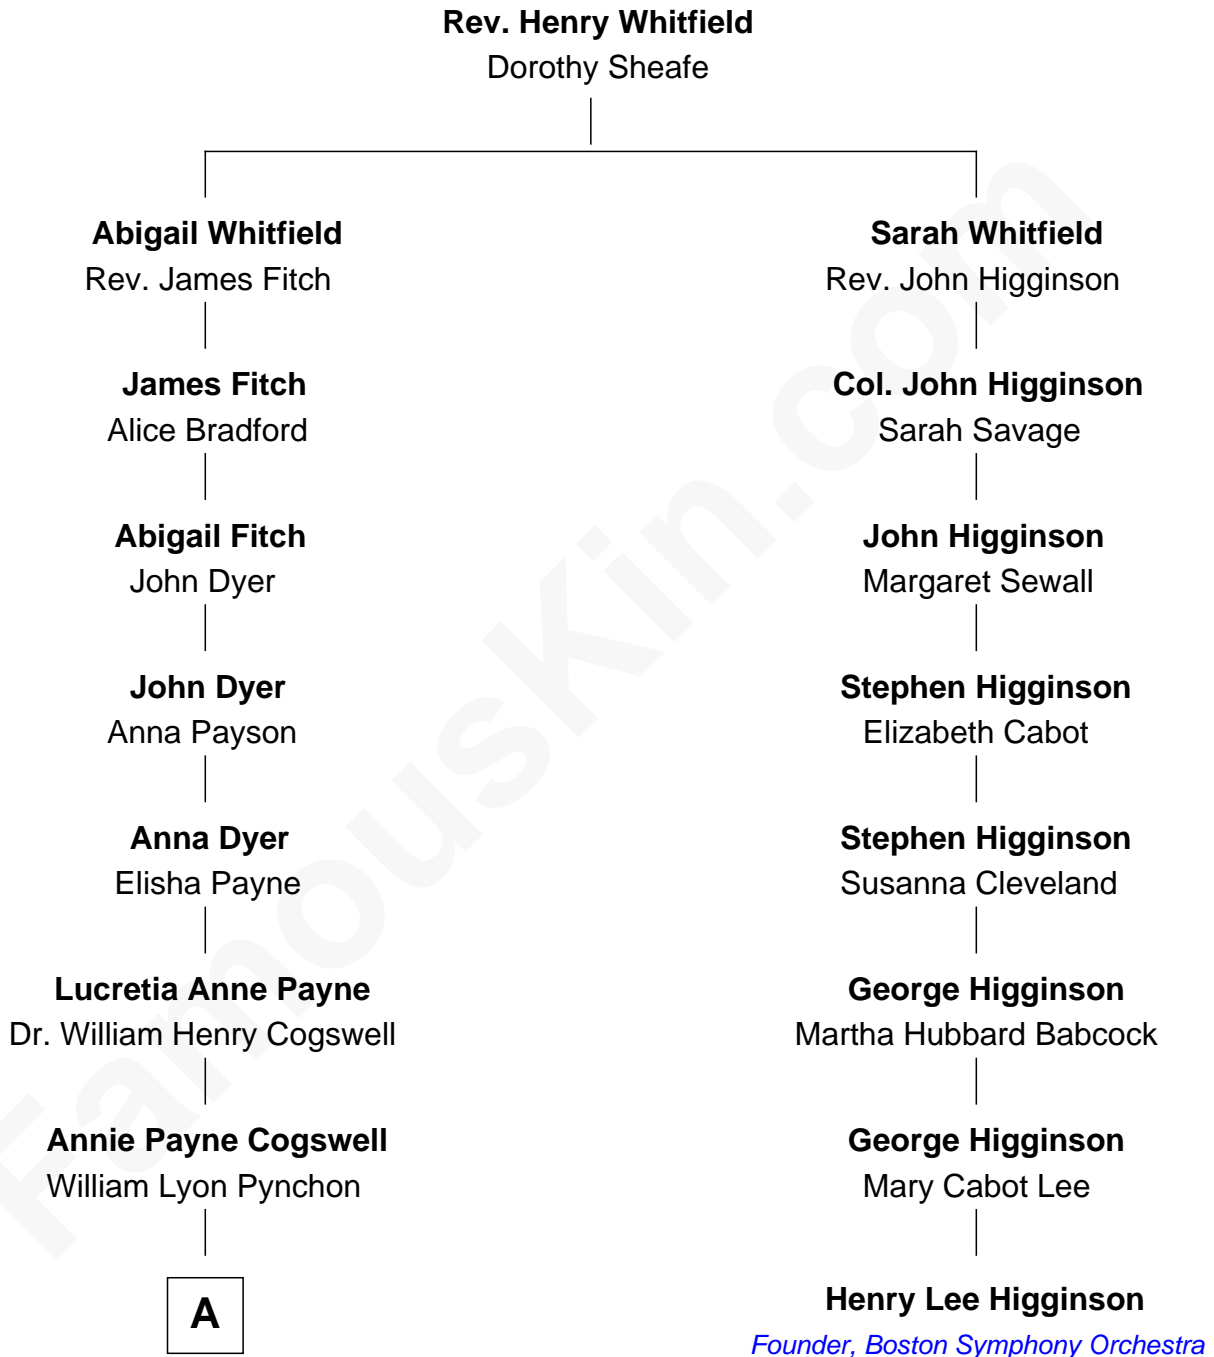 Rev. Henry Whitfield
Dorothy Sheafe
Abigail Whitfield
Rev. James Fitch
Sarah Whitfield
Rev. John Higginson
James Fitch
Alice Bradford
Col. John Higginson
Sarah Savage
Abigail Fitch
John Dyer
John Higginson
Margaret Sewall
John Dyer
Anna Payson
Stephen Higginson
Elizabeth Cabot
Anna Dyer
Elisha Payne
Stephen Higginson
Susanna Cleveland
Lucretia Anne Payne
Dr. William Henry Cogswell
George Higginson
Martha Hubbard Babcock
Annie Payne Cogswell
William Lyon Pynchon
George Higginson
Mary Cabot Lee
A
Henry Lee Higginson
Founder, Boston Symphony Orchestra
FamousKin.com